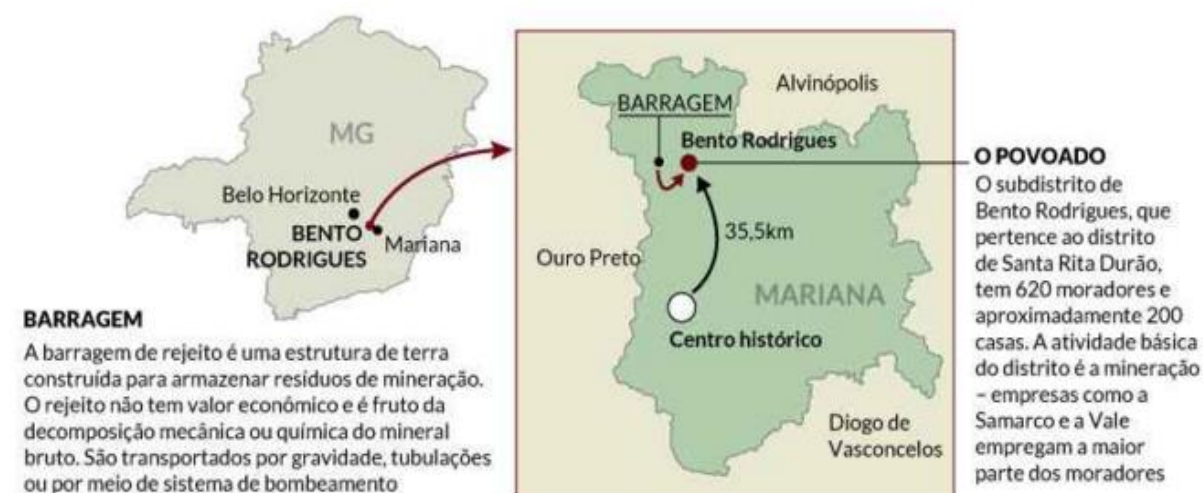 MG
Belo Horizonte
BENTO
RODRIGUES
Mariana
BARRAGEM
A barragem de rejeito é uma estrutura de terra
construída para armazenar resíduos de mineração.
O rejeito não tem valor econômico e é fruto da
decomposição mecânica ou química do mineral
bruto. São transportados por gravidade, tubulações
ou por meio de sistema de bombeamento
Alvinópolis
BARRAGEM
Bento Rodrigues
35,5km
Ouro Preto
MARIANA
Centro histórico
Diogo de
Vasconcelos
O POVOADO
O subdistrito de
Bento Rodrigues, que
pertence ao distrito
de Santa Rita Durão,
tem 620 moradores e
aproximadamente 200
casas. A atividade básica
do distrito é a mineração
– empresas como a
Samarco e a Vale
empregam a maior
parte dos moradores